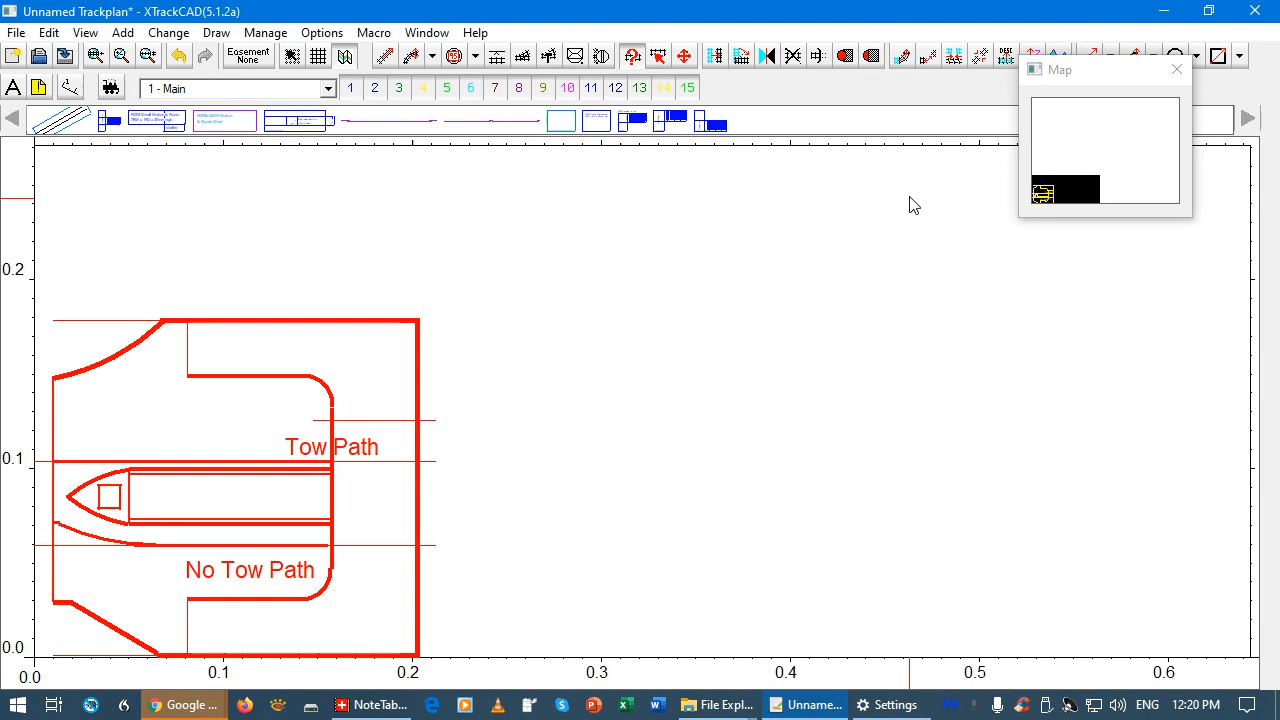 Unnamed Trackplan* - XTrackCAD(5.1.2a)
File Edit View Add Change Draw Manage Options Macro Window Help
Easement
None
1 - Main
1 2 3 4 5 6 7 8 9 10 11 12 13 14 15
Map
0.2
0.1
0.0
Tow Path
No Tow Path
0.0 0.1 0.2 0.3 0.4 0.5 0.6
Google ... NoteTab... File Expl... Unname... Settings ENG 12:20 PM